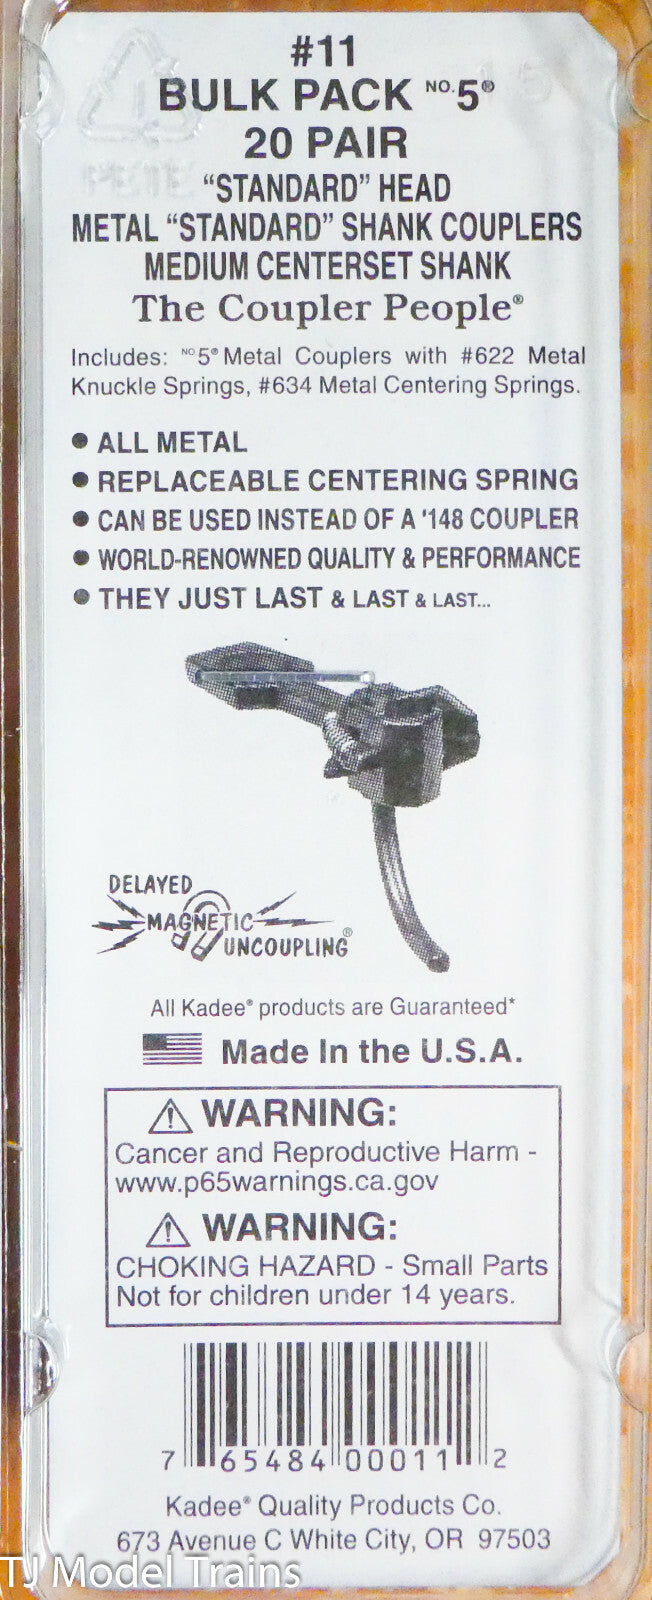 #11
BULK PACK NO.5®
20 PAIR
"STANDARD" HEAD
METAL "STANDARD" SHANK COUPLERS
MEDIUM CENTERSET SHANK
The Coupler People®
Includes: NO5® Metal Couplers with #622 Metal
Knuckle Springs, #634 Metal Centering Springs.
● ALL METAL
● REPLACEABLE CENTERING SPRING
● CAN BE USED INSTEAD OF A '148 COUPLER
● WORLD-RENOWNED QUALITY & PERFORMANCE
● THEY JUST LAST & LAST & LAST...
DELAYED
MAGNETIC
UNCOUPLING®
All Kadee® products are Guaranteed*
Made In the U.S.A.
⚠ WARNING:
Cancer and Reproductive Harm -
www.p65warnings.ca.gov
⚠ WARNING:
CHOKING HAZARD - Small Parts
Not for children under 14 years.
7 65484 00011 2
Kadee® Quality Products Co.
673 Avenue C White City, OR 97503
TJ Model Trains